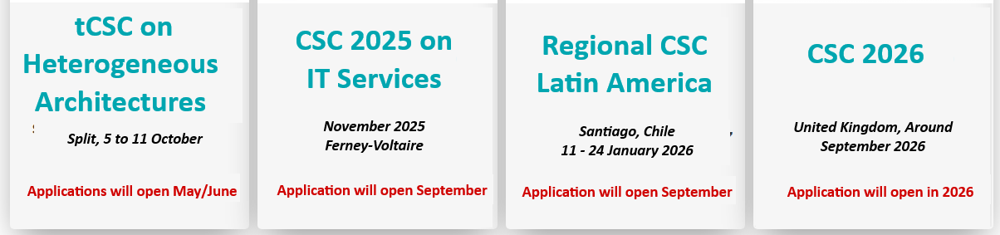 tCSC on
Heterogeneous
Architectures
Split, 5 to 11 October
Applications will open May/June
CSC 2025 on
IT Services
November 2025
Ferney-Voltaire
Application will open September
Regional CSC
Latin America
Santiago, Chile
11 - 24 January 2026
Application will open September
CSC 2026
United Kingdom, Around
September 2026
Application will open in 2026